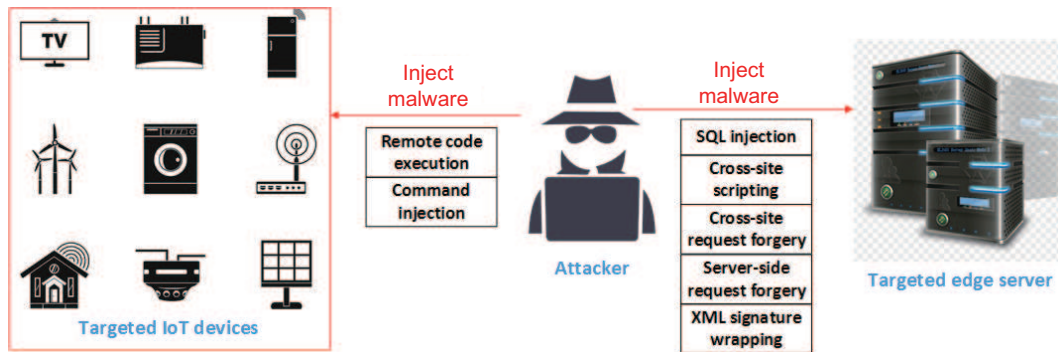 TV
Targeted IoT devices
Inject
malware
Remote code
execution
Command
injection
Attacker
Inject
malware
SQL injection
Cross-site
scripting
Cross-site
request forgery
Server-side
request forgery
XML signature
wrapping
Targeted edge server